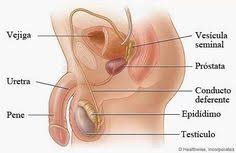 Vejiga
Uretra
Pene
Vesícula
seminal
Próstata
Conducto
deferente
Epidídimo
Testículo
© Healthwise, Incorporated